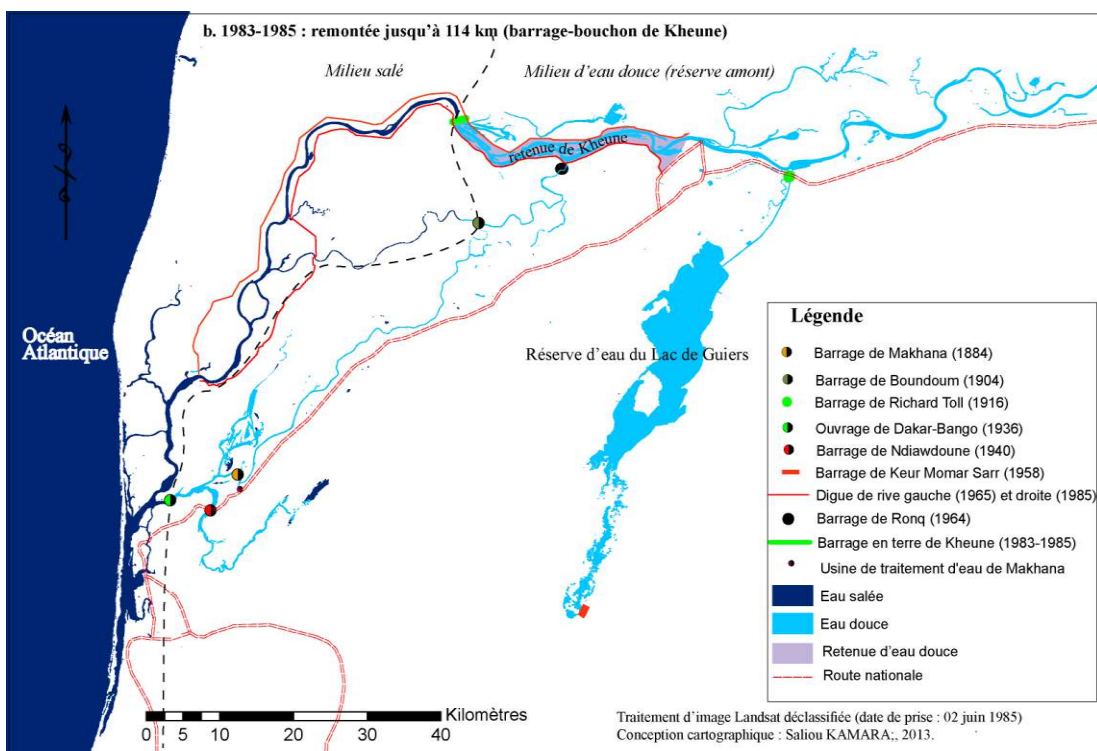 b. 1983-1985 : remontée jusqu'à 114 km (barrage-bouchon de Kheune)
Milieu salé
Milieu d'eau douce (réserve amont)
retenue de Kheune
Océan
Atlantique
Réserve d'eau du Lac de Guiers
Légende
Barrage de Makhana (1884)
Barrage de Boundoum (1904)
Barrage de Richard Toll (1916)
Ouvrage de Dakar-Bango (1936)
Barrage de Ndiawdoune (1940)
Barrage de Keur Momar Sarr (1958)
Digue de rive gauche (1965) et droite (1985)
Barrage de Ronq (1964)
Barrage en terre de Kheune (1983-1985)
Usine de traitement d'eau de Makhana
Eau salée
Eau douce
Retenue d'eau douce
Route nationale
Kilomètres
0 5 10 20 30 40
Traitement d'image Landsat déclassifiée (date de prise : 02 juin 1985)
Conception cartographique : Saliou KAMARA;, 2013.